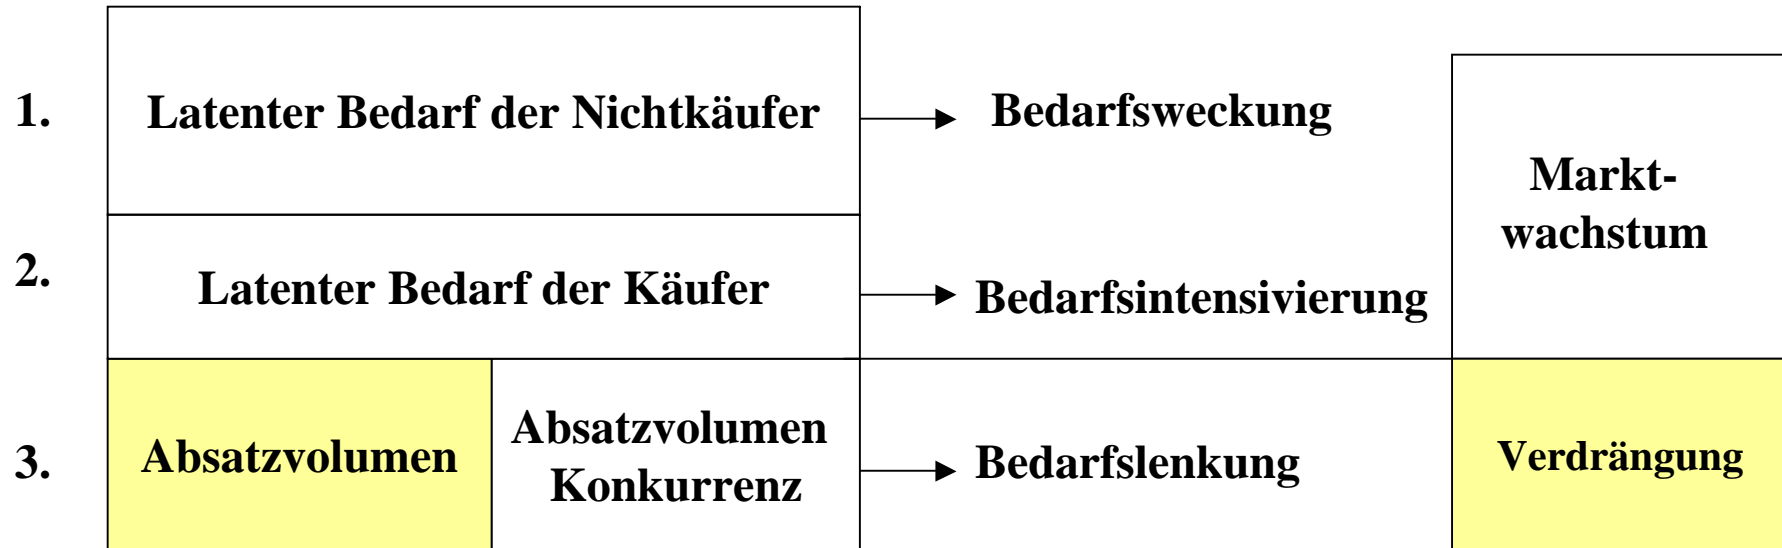 1.
Latenter Bedarf der Nichtkäufer
Bedarfsweckung
Markt-
wachstum
2.
Latenter Bedarf der Käufer
Bedarfsintensivierung
3.
Absatzvolumen
Absatzvolumen
Konkurrenz
Bedarfslenkung
Verdrängung